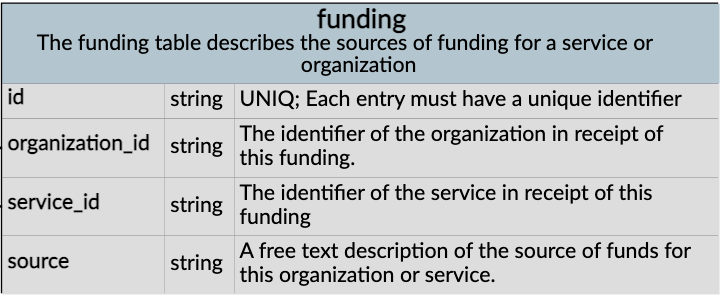 funding
The funding table describes the sources of funding for a service or
organization
id string UNIQ; Each entry must have a unique identifier
organization_id string The identifier of the organization in receipt of
this funding.
service_id string The identifier of the service in receipt of this
funding
source string A free text description of the source of funds for
this organization or service.